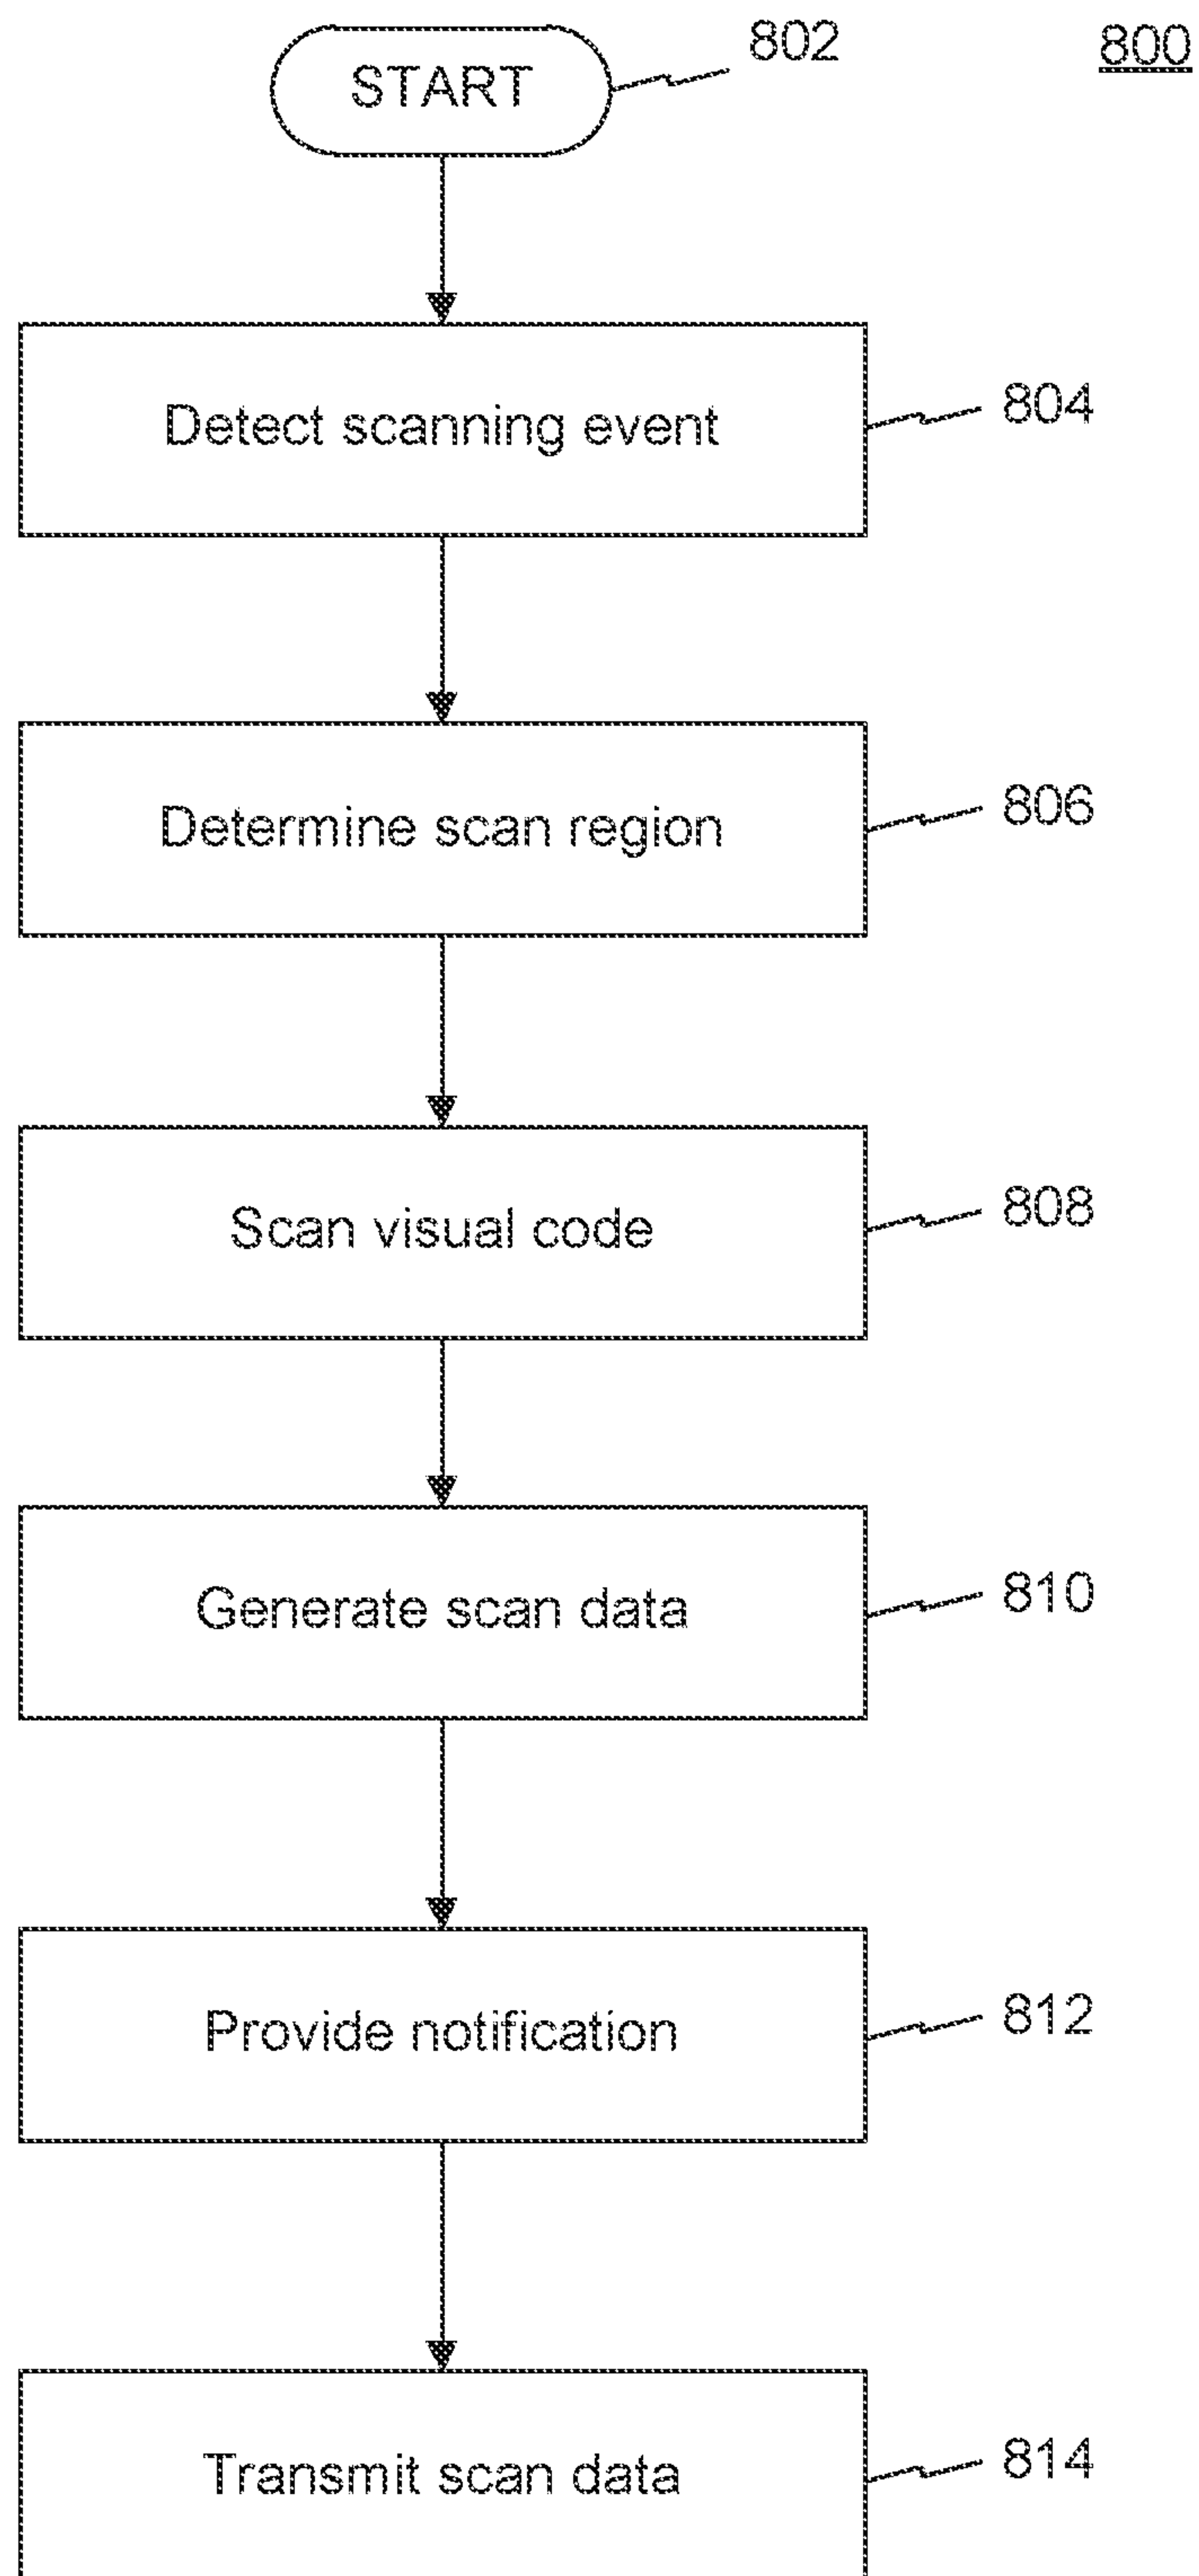 START
802
800
Detect scanning event
804
Determine scan region
806
Scan visual code
808
Generate scan data
810
Provide notification
812
Transmit scan data
814